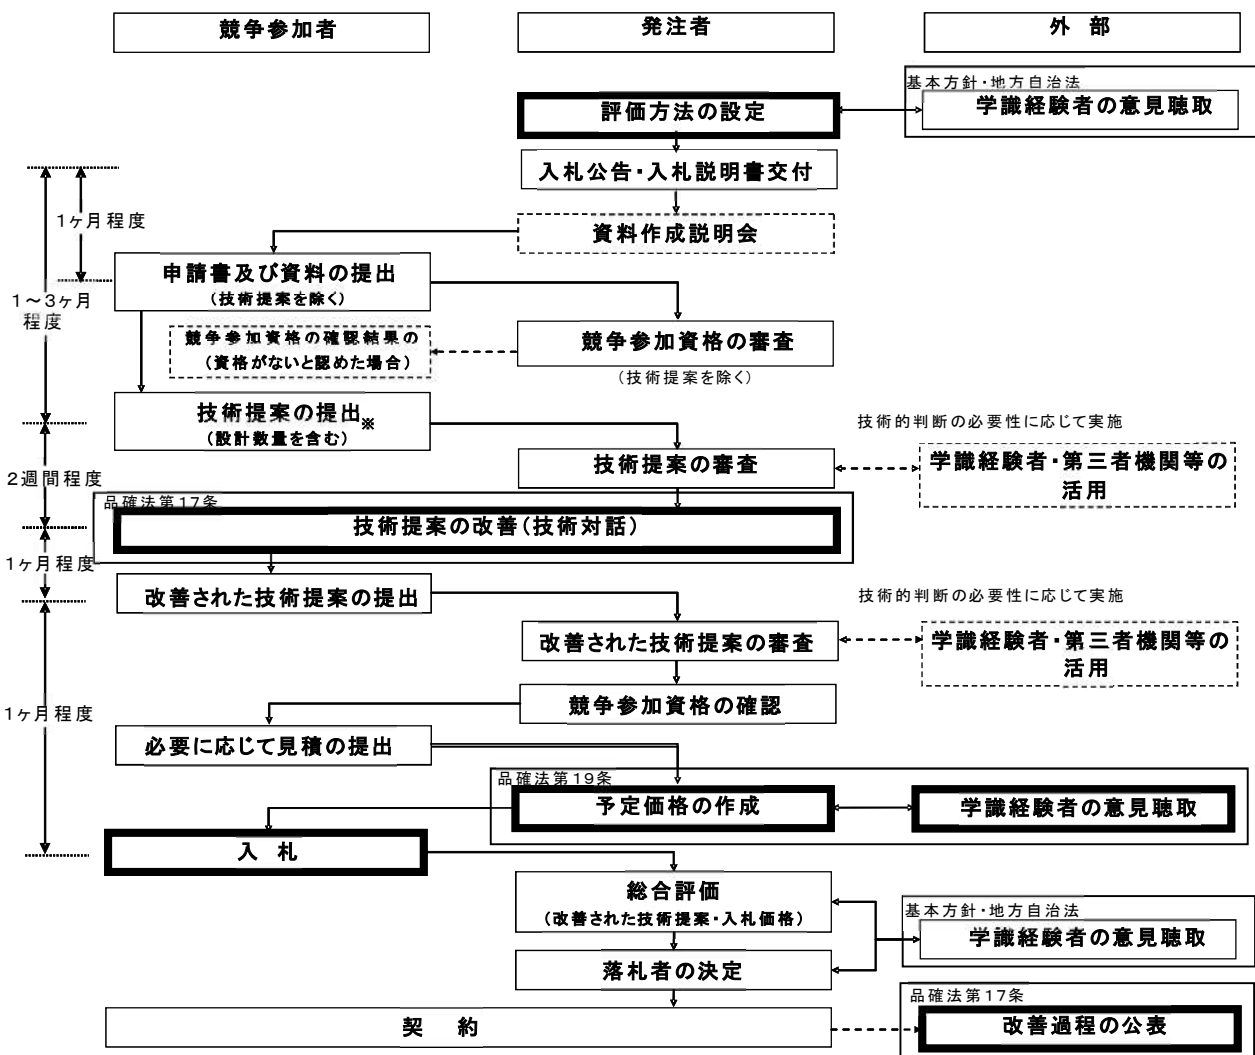 競争参加者
発注者
外 部
基本方針・地方自治法
評価方法の設定
学識経験者の意見聴取
入札公告・入札説明書交付
1ヶ月程度
資料作成説明会
申請書及び資料の提出
(技術提案を除く)
1～3ヶ月
程度
競争参加資格の確認結果の
(資格がないと認めた場合)
競争参加資格の審査
(技術提案を除く)
技術提案の提出※
(設計数量を含む)
技術的判断の必要性に応じて実施
技術提案の審査
学識経験者・第三者機関等の
活用
2週間程度
品確法第17条
技術提案の改善(技術対話)
1ヶ月程度
改善された技術提案の提出
技術的判断の必要性に応じて実施
改善された技術提案の審査
学識経験者・第三者機関等の
活用
競争参加資格の確認
1ヶ月程度
必要に応じて見積の提出
品確法第19条
予定価格の作成
学識経験者の意見聴取
入 札
総合評価
(改善された技術提案・入札価格)
基本方針・地方自治法
学識経験者の意見聴取
落札者の決定
品確法第17条
契 約
改善過程の公表